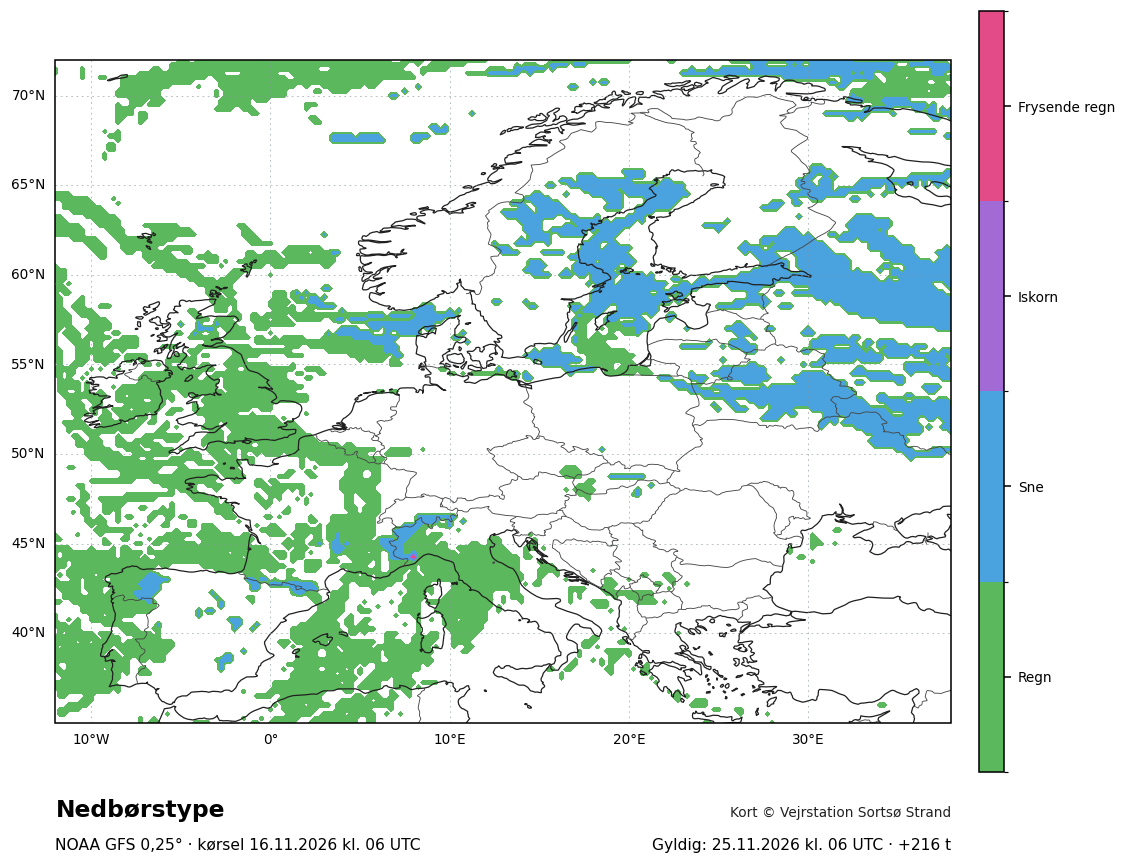 Frysende regn
Iskorn
Sne
Regn
70°N
65°N
60°N
55°N
50°N
45°N
40°N
10°W
0°
10°E
20°E
30°E
Nedbørstype
Kort © Vejrstation Sortsø Strand
NOAA GFS 0,25° · kørsel 16.11.2026 kl. 06 UTC
Gyldig: 25.11.2026 kl. 06 UTC · +216 t